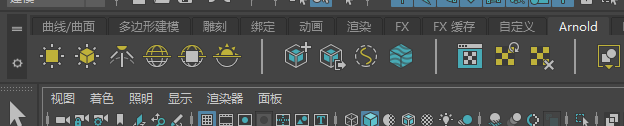 曲线/曲面 多边形建模 雕刻 绑定 动画 渲染 FX FX 缓存 自定义 Arnold
视图 着色 照明 显示 渲染器 面板